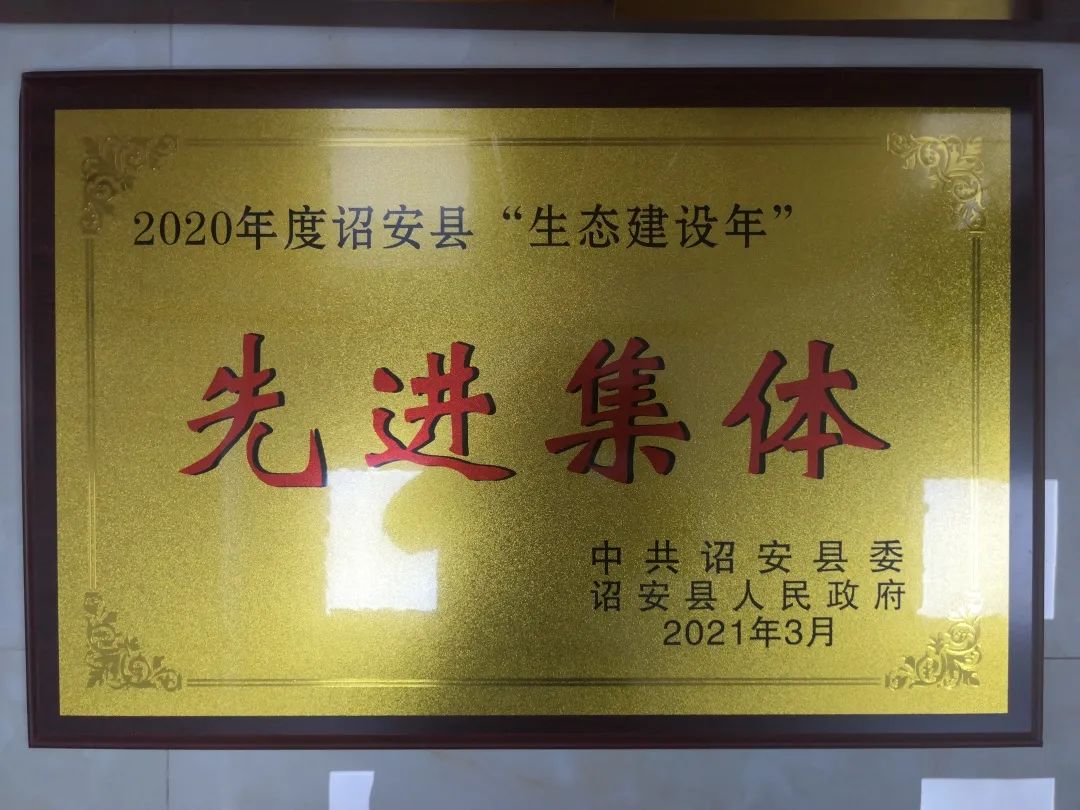 2020年度诏安县“生态建设年”
先进集体
中共诏安县委
诏安县人民政府
2021年3月